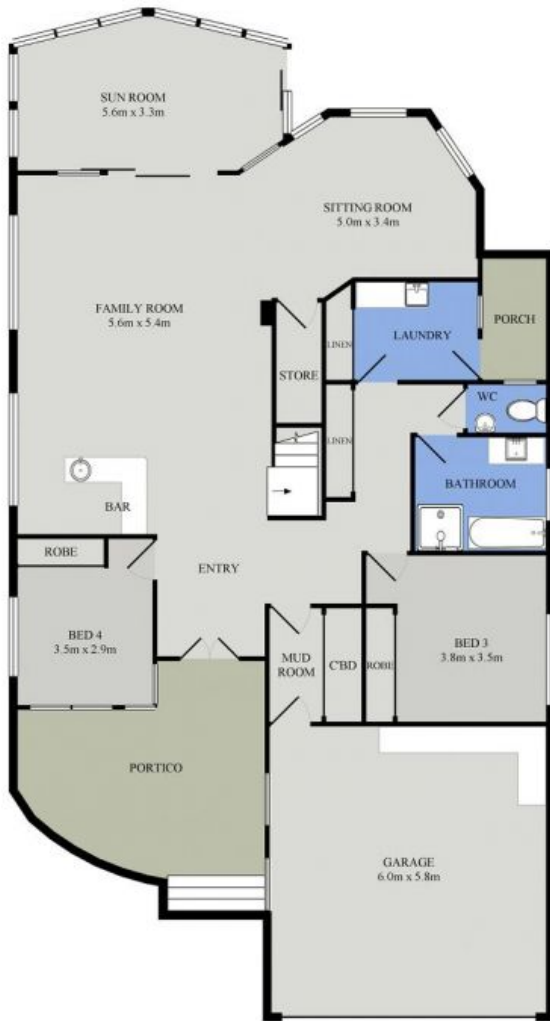 SUN ROOM
5.6m x 3.3m
SITTING ROOM
5.0m x 3.4m
FAMILY ROOM
5.6m x 5.4m
PORCH
LAUNDRY
LINEN
STORE
WC
LINEN
BATHROOM
BAR
ROBE
ENTRY
BED 4
3.5m x 2.9m
BED 3
3.8m x 3.5m
MUD
ROOM
C'BD
ROBE
PORTICO
GARAGE
6.0m x 5.8m